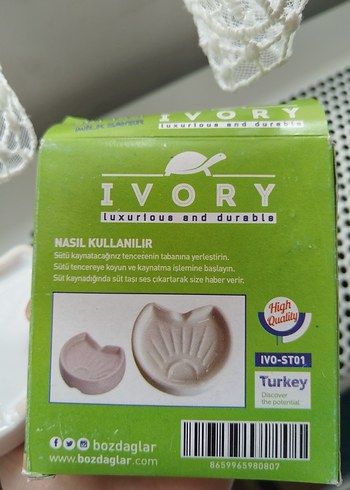 MILK SAVER
IVORY
luxurious and durable
IVORY
luxurious and durable
NASIL KULLANILIR
Sütü kaynatacağınız tencerenin tabanına yerleştirin.
Sütü tencereye koyun ve kaynatma işlemine başlayın.
Süt kaynadığında süt taşı ses çıkartarak size haber verir.
High
Quality
IVO-ST01
Turkey
Discover
the potential
bozdaglar
www.bozdaglar.com
8659965980807